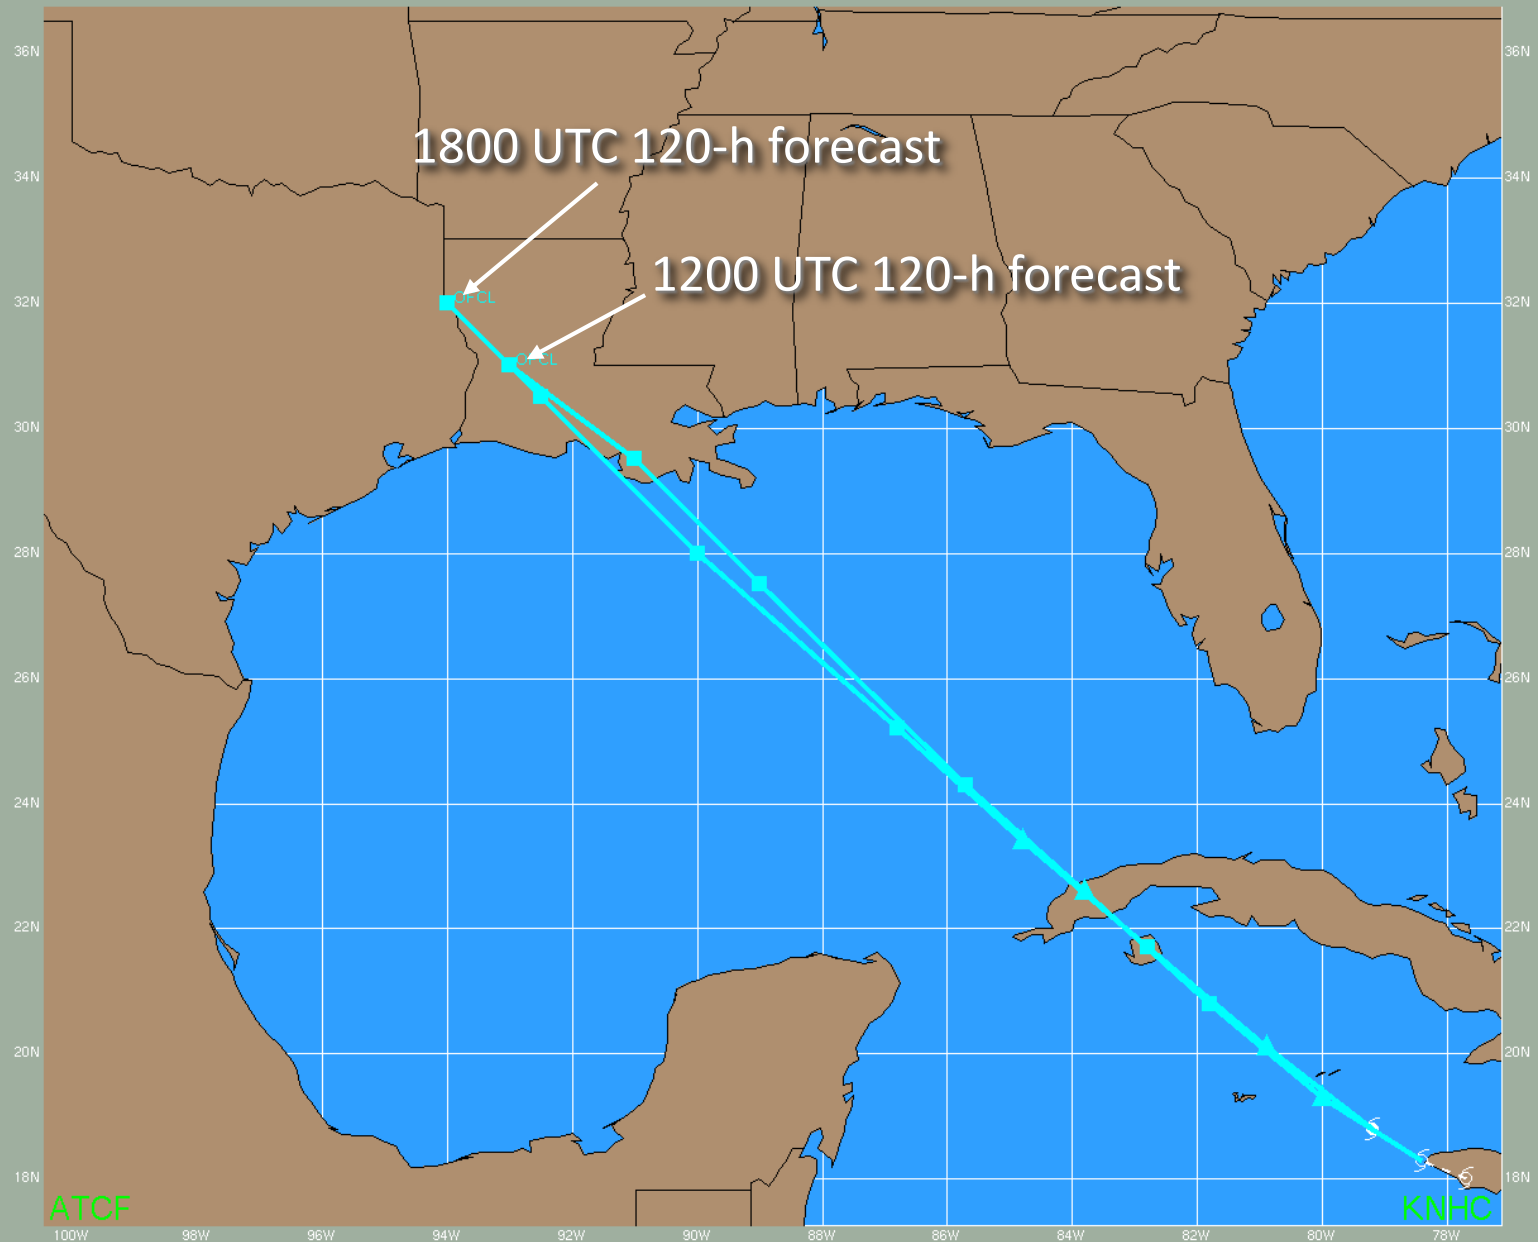 36N 36N
1800 UTC 120-h forecast
34N 34N
1200 UTC 120-h forecast
OFCL
32N 32N
OFCL
30N 30N
28N 28N
26N 26N
24N 24N
22N 22N
20N 20N
18N 18N
ATCF KNHC
100W 98W 96W 94W 92W 90W 88W 86W 84W 82W 80W 78W